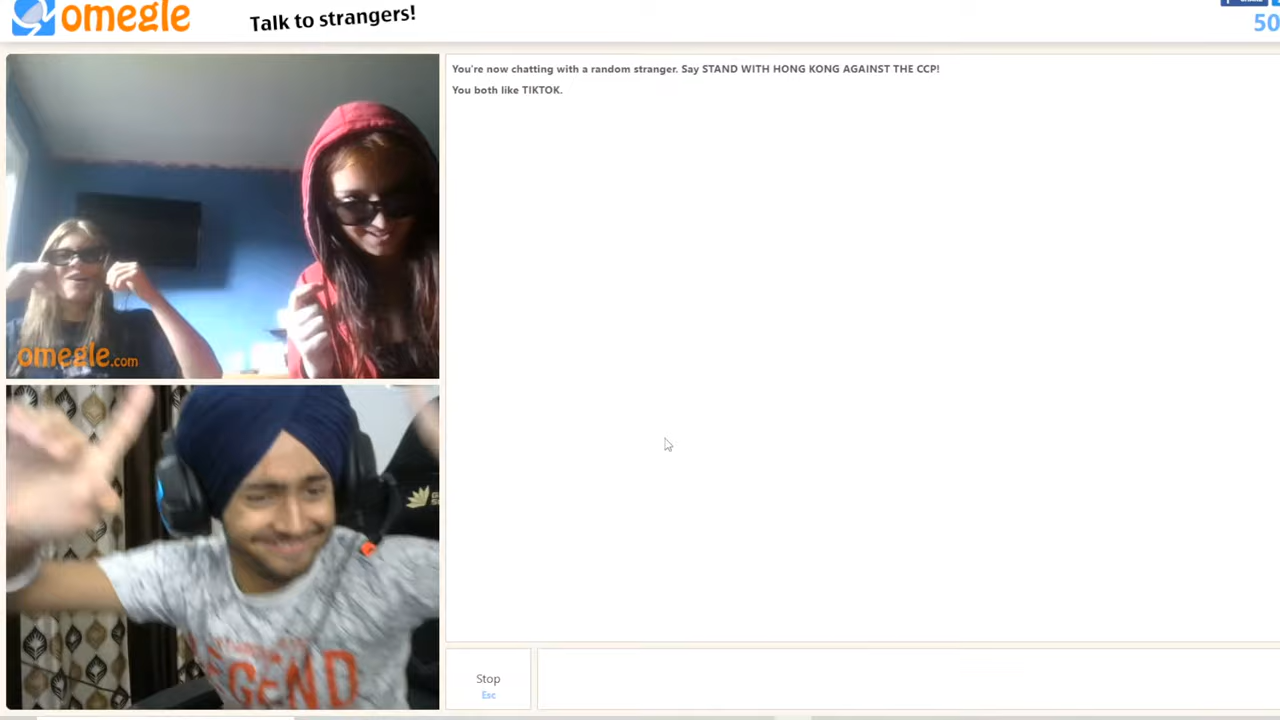 omegle
Talk to strangers!
50
You're now chatting with a random stranger. Say STAND WITH HONG KONG AGAINST THE CCP!
You both like TIKTOK.
omegle.com
LEGEND
Stop
Esc